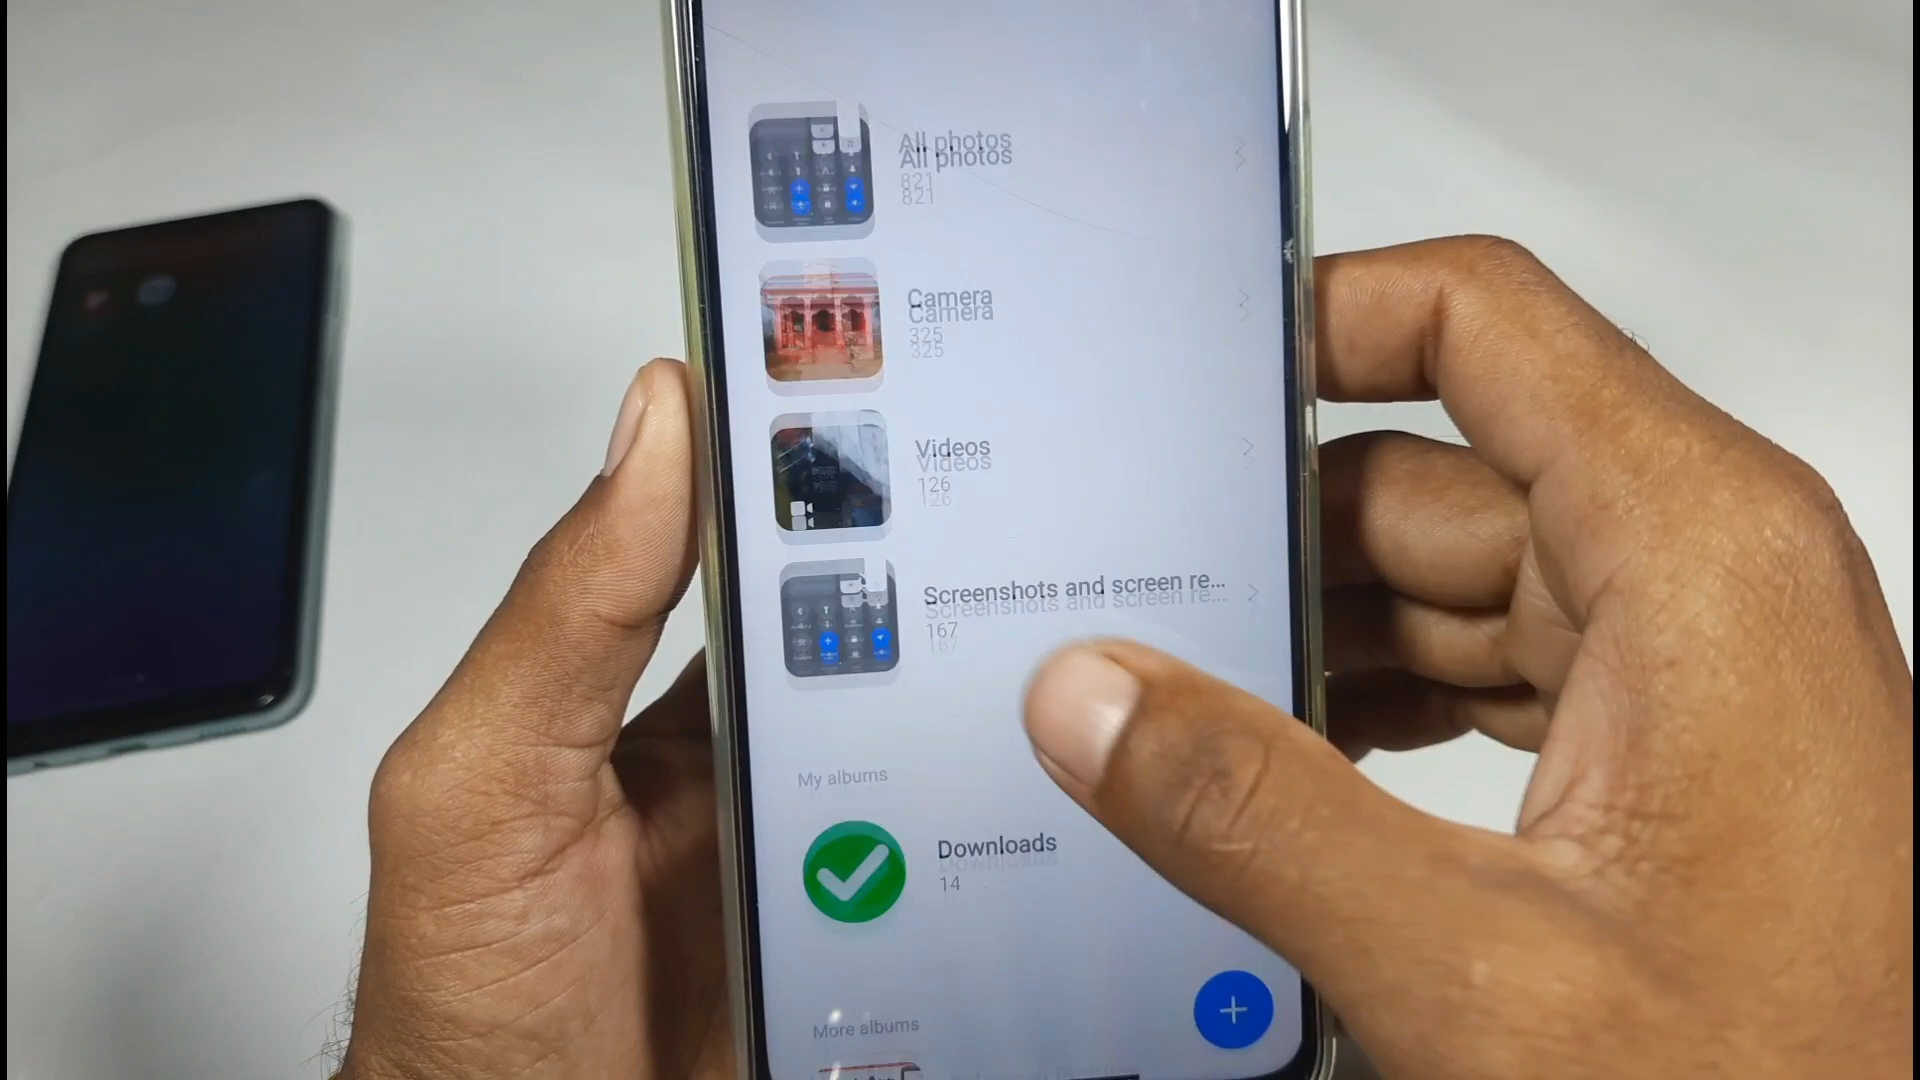 All photos
821
Camera
325
Videos
126
Screenshots and screen re...
167
My albums
Downloads
14
More albums